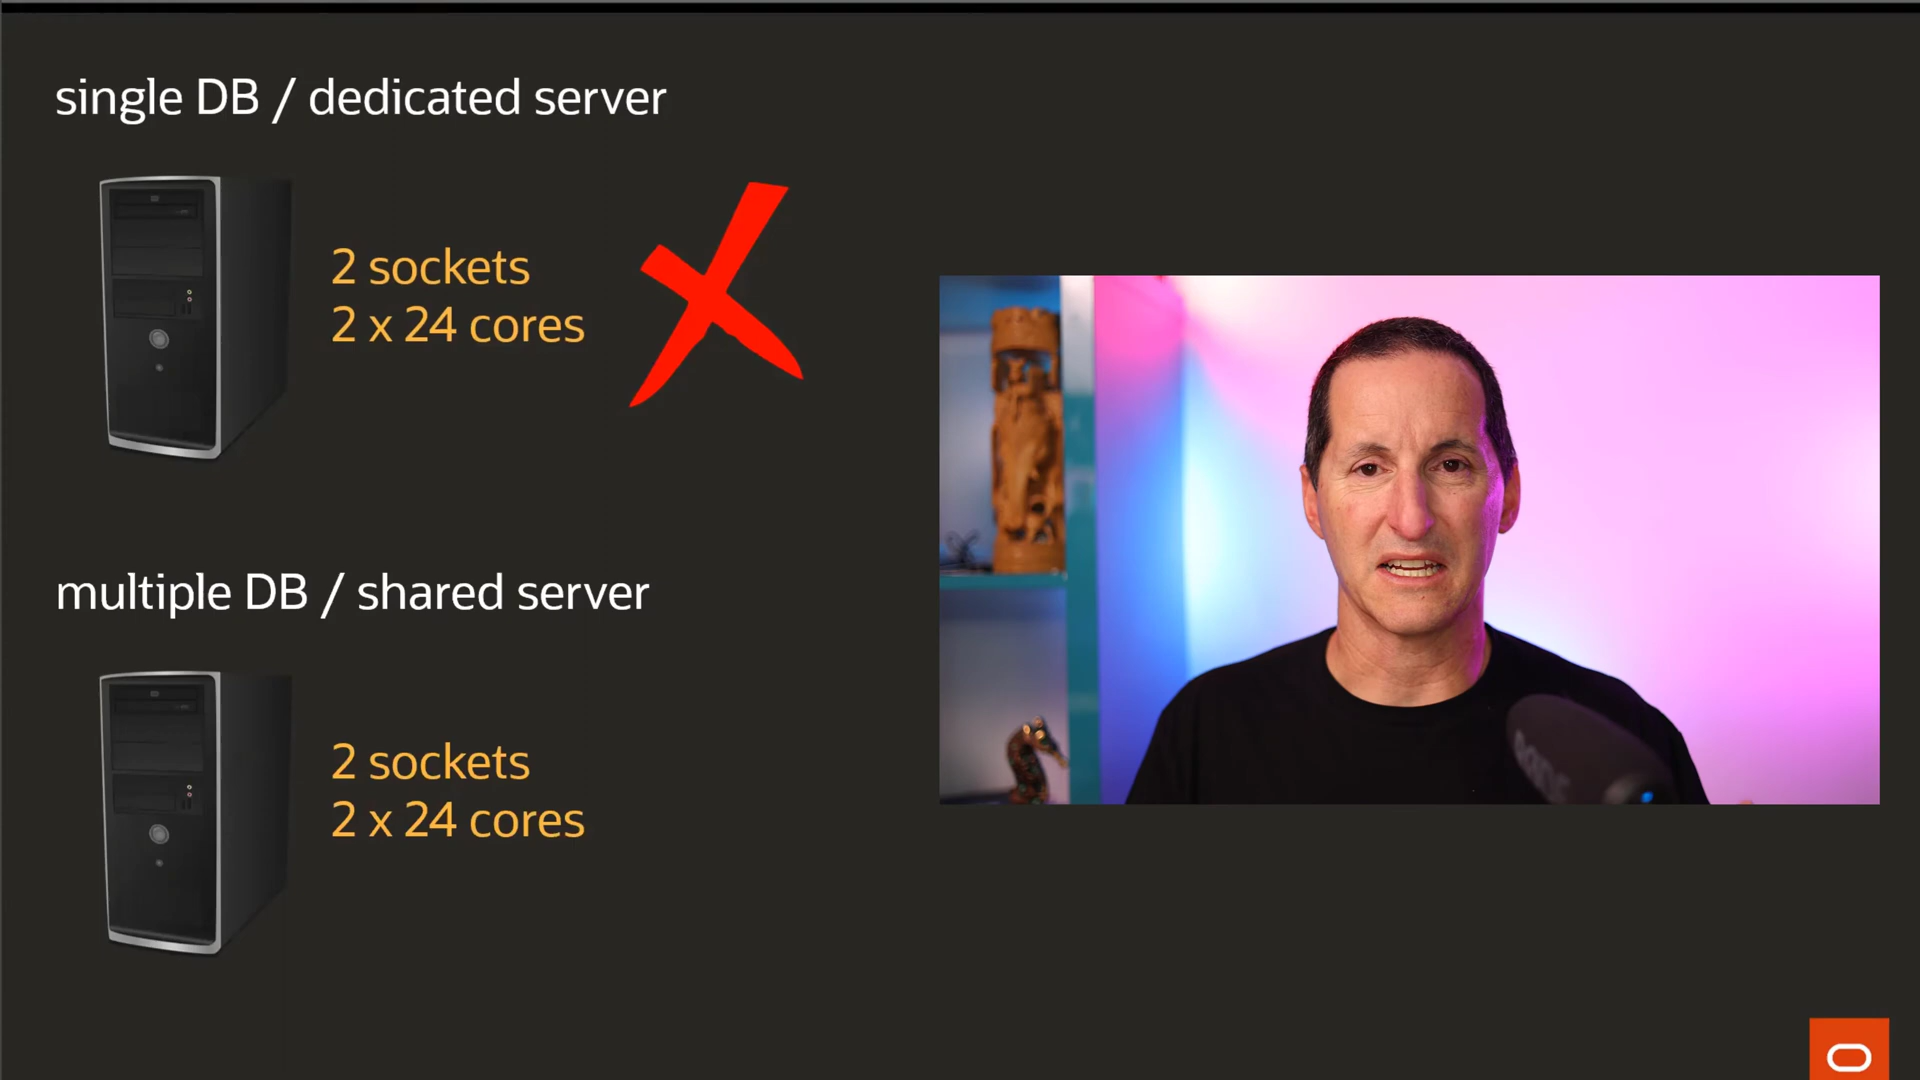 single DB / dedicated server
2 sockets
2 x 24 cores
multiple DB / shared server
2 sockets
2 x 24 cores